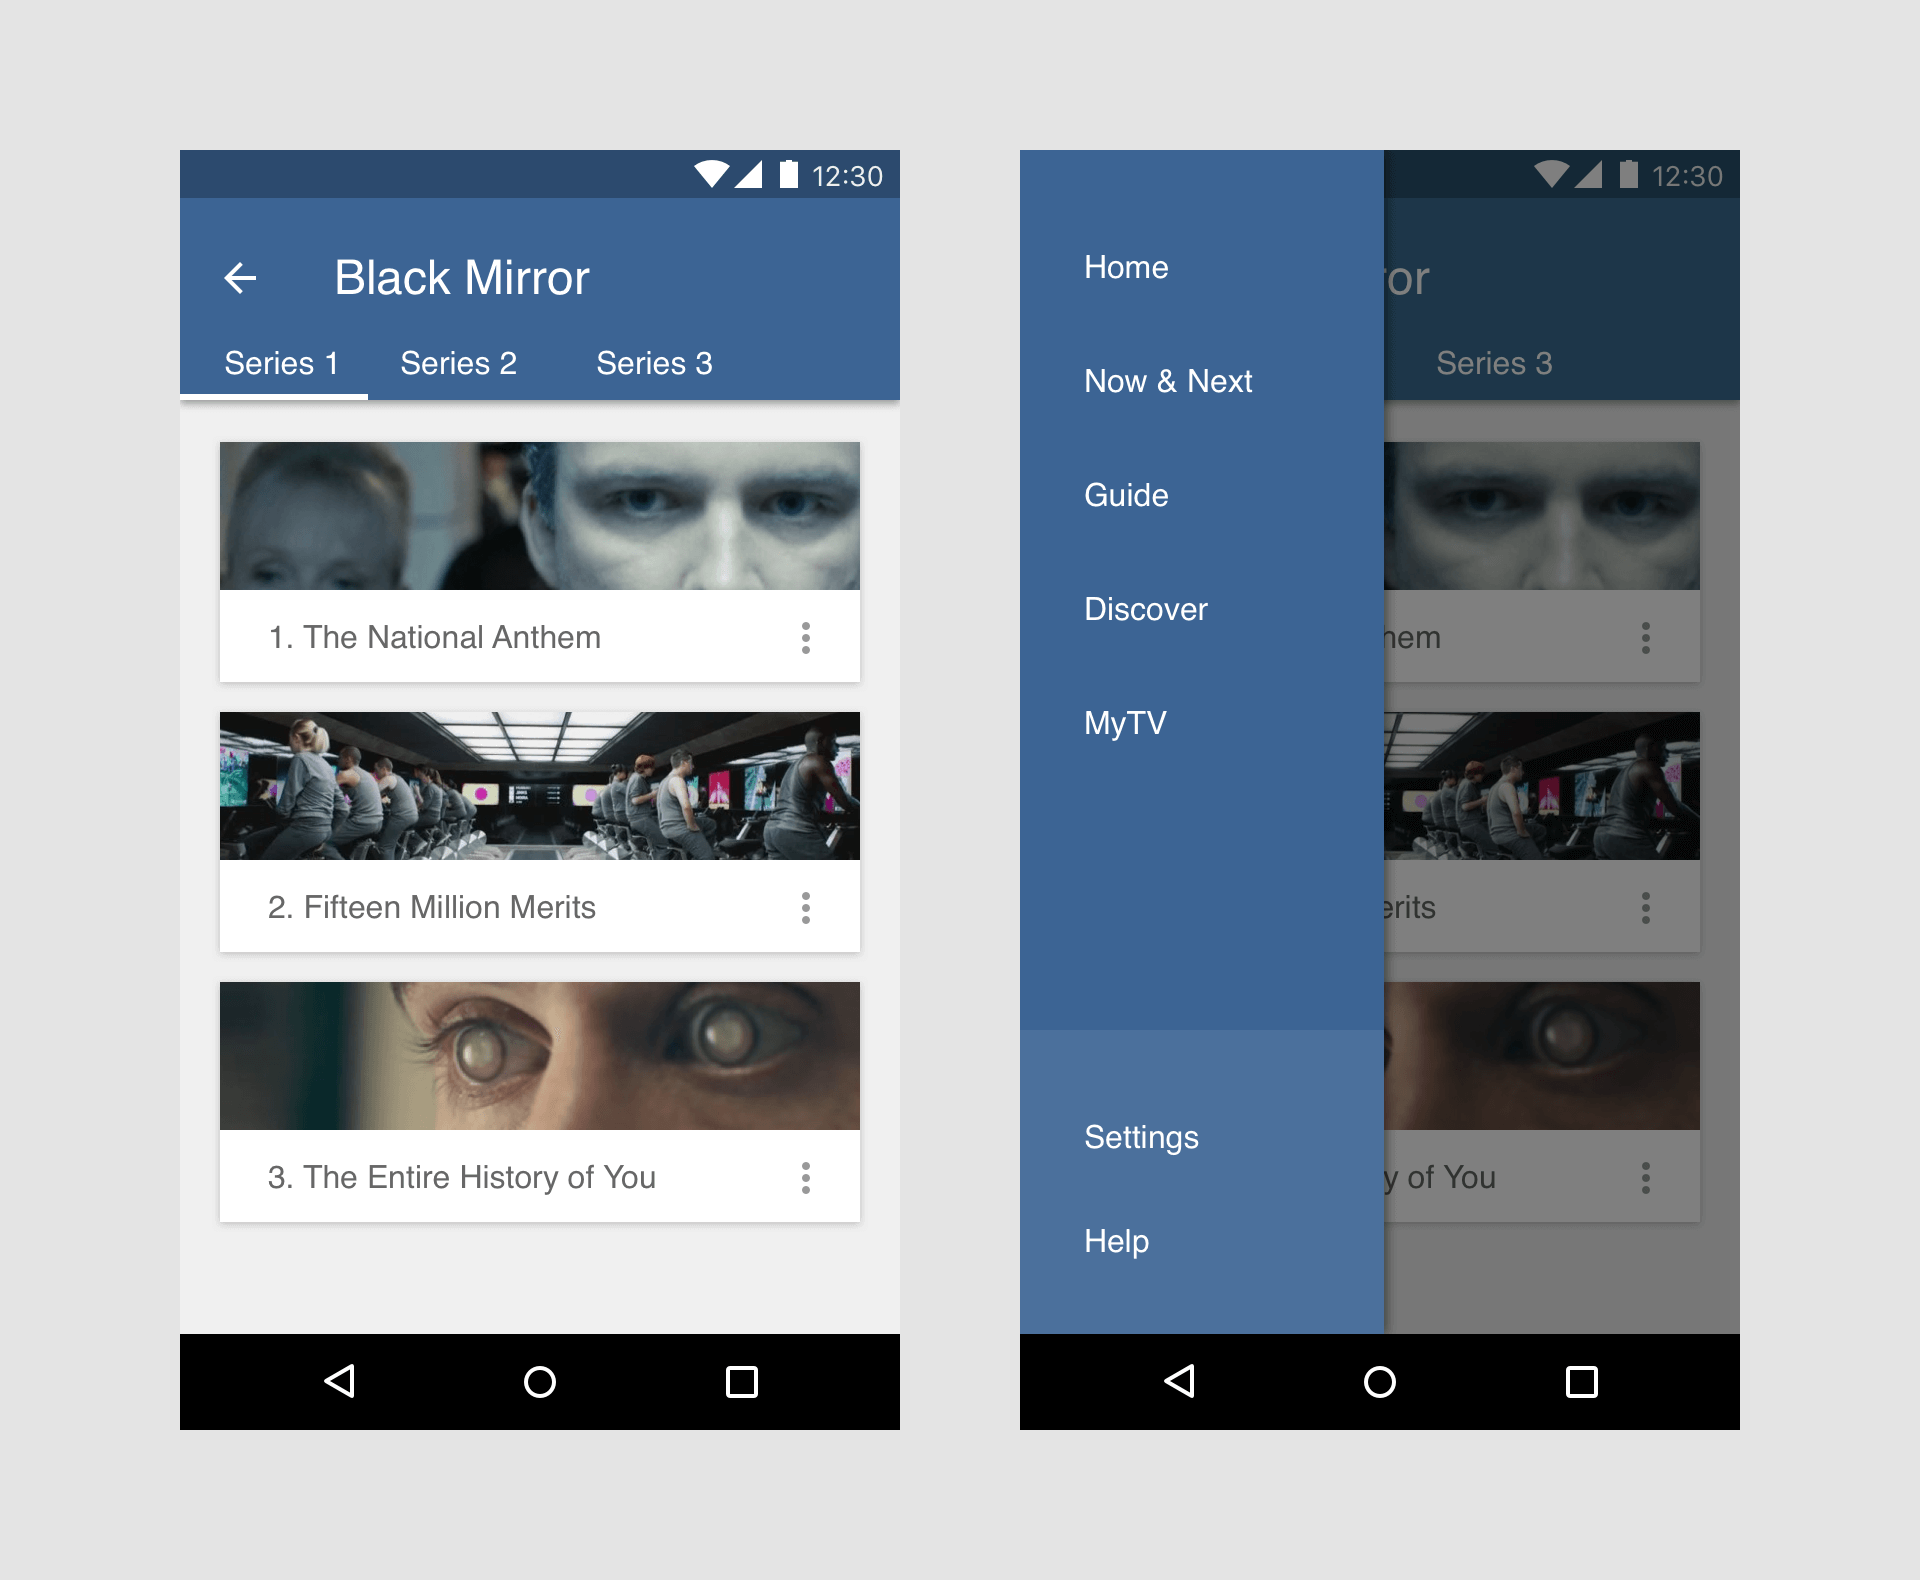 12:30
Black Mirror
Series 1 Series 2 Series 3
1. The National Anthem
2. Fifteen Million Merits
3. The Entire History of You
12:30
Home
ror
Now & Next
Series 3
Guide
Discover
hem
MyTV
erits
Settings
y of You
Help